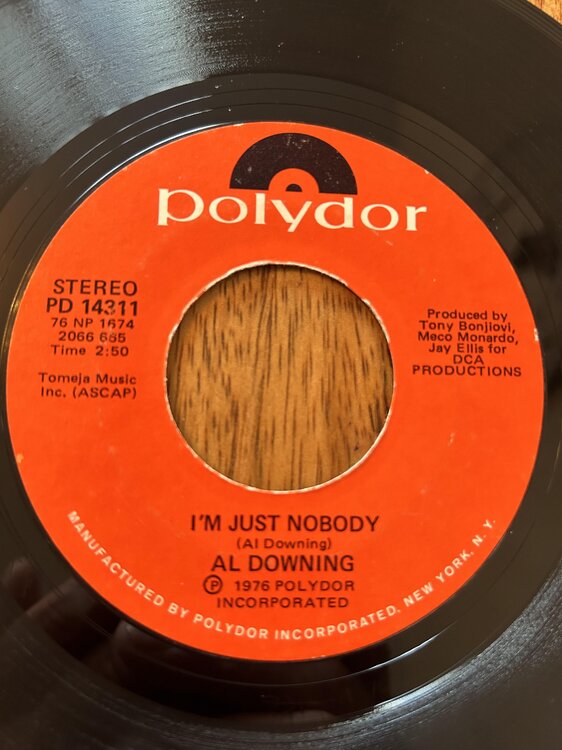 polydor
STEREO
PD 14311
76 NP 1674
2066 685
Time 2:50
Tomeja Music
Inc. (ASCAP)
Produced by
Tony Bonjiovi,
Meco Monardo,
Jay Ellis for
DCA
PRODUCTIONS
I'M JUST NOBODY
(Al Downing)
AL DOWNING
℗ 1976 POLYDOR
INCORPORATED
MANUFACTURED BY POLYDOR INCORPORATED. NEW YORK, N. Y.